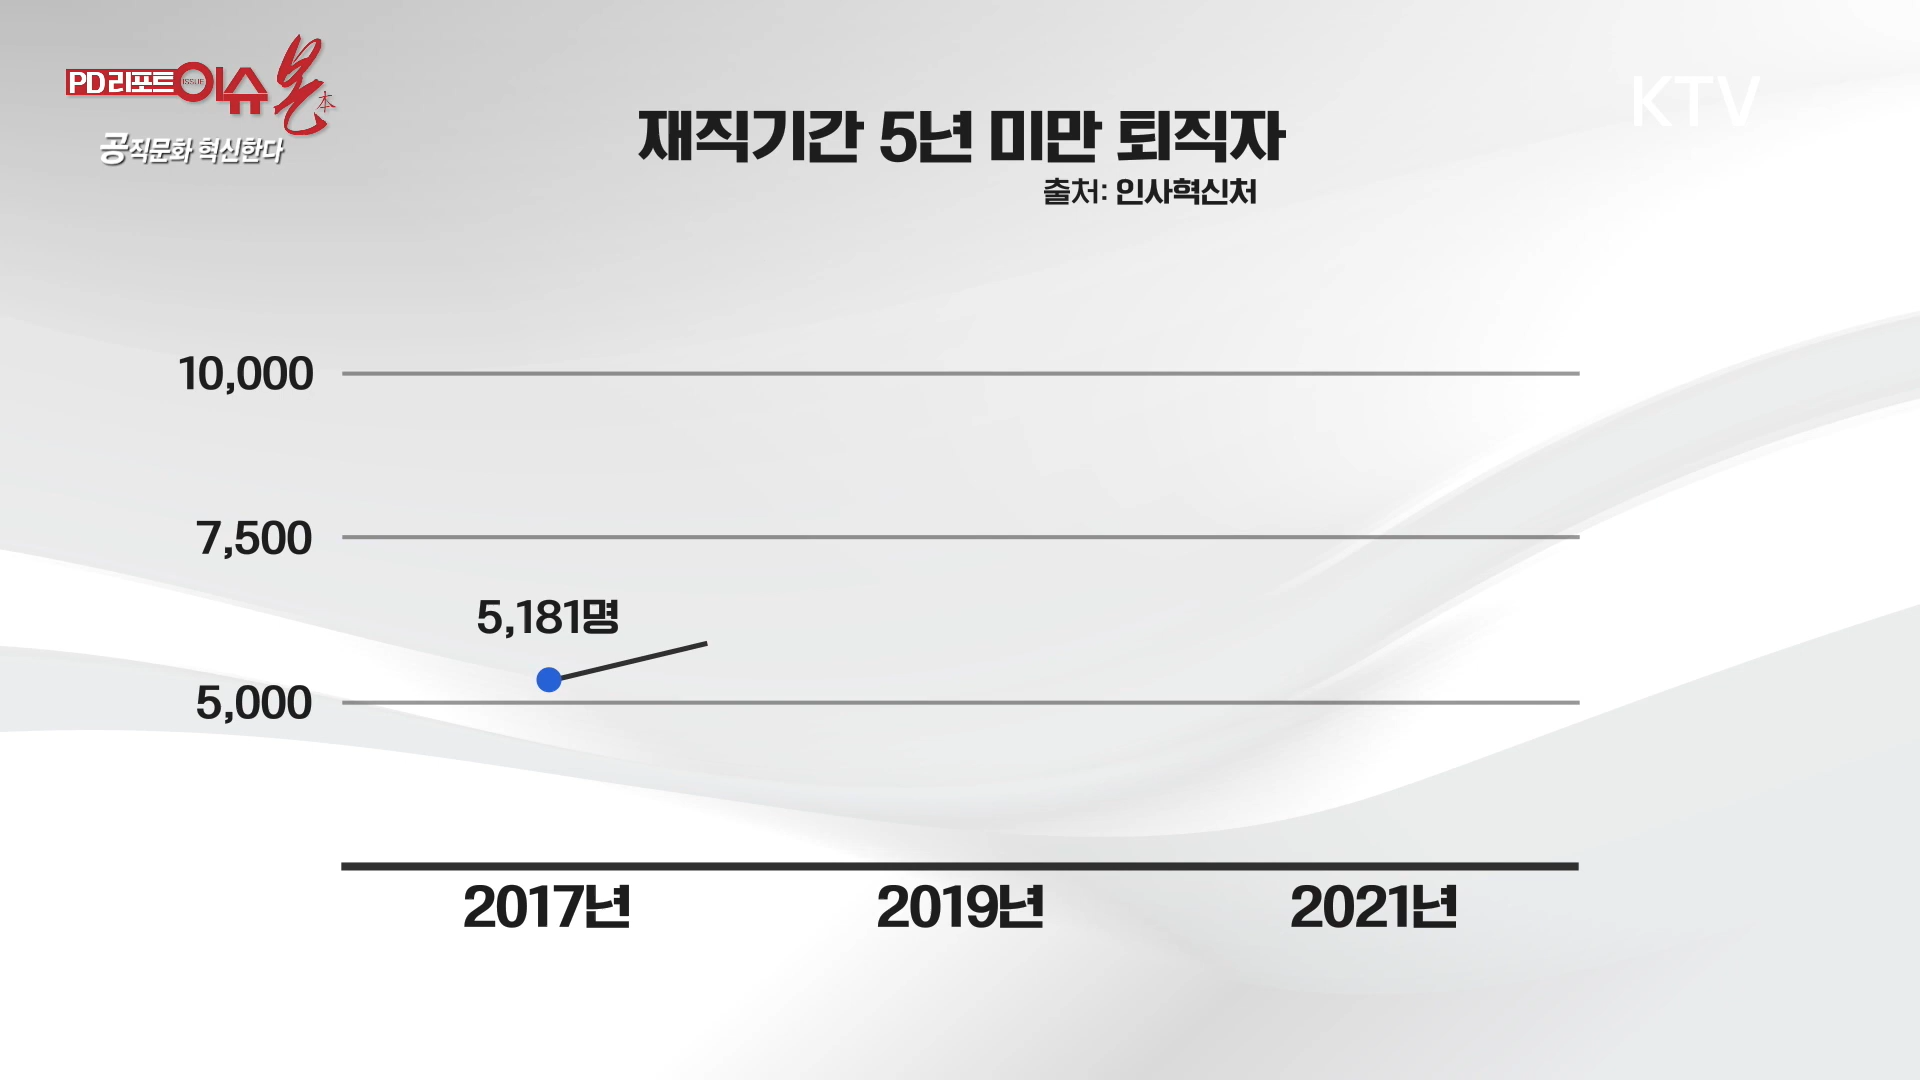 PD리포트 이슈 본 本
ISSUE
공직문화 혁신한다
KTV
재직기간 5년 미만 퇴직자
출처: 인사혁신처
10,000
7,500
5,181명
5,000
2017년 2019년 2021년